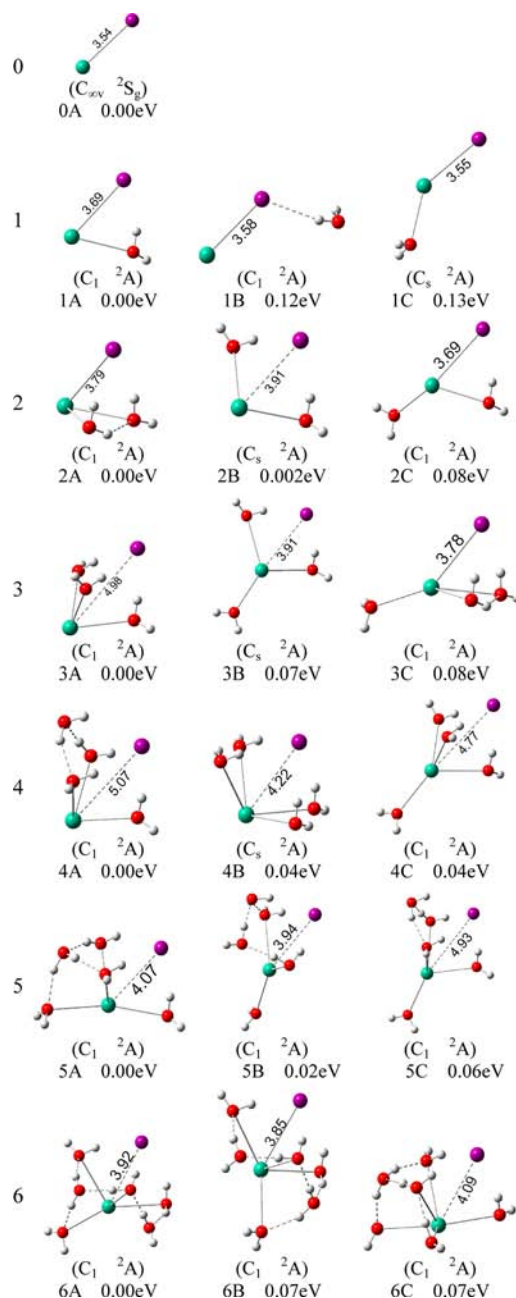 0
3.54
(C∞v ²Sg)
0A 0.00eV
1
3.69
3.58
3.55
(C1 ²A) (C1 ²A) (Cs ²A)
1A 0.00eV 1B 0.12eV 1C 0.13eV
2
3.79
3.91
3.69
(C1 ²A) (Cs ²A) (C1 ²A)
2A 0.00eV 2B 0.002eV 2C 0.08eV
3
4.98
3.91
3.78
(C1 ²A) (Cs ²A) (C1 ²A)
3A 0.00eV 3B 0.07eV 3C 0.08eV
4
5.07
4.22
4.77
(C1 ²A) (Cs ²A) (C1 ²A)
4A 0.00eV 4B 0.04eV 4C 0.04eV
5
4.07
3.94
4.93
(C1 ²A) (C1 ²A) (C1 ²A)
5A 0.00eV 5B 0.02eV 5C 0.06eV
6
3.92
3.85
4.09
(C1 ²A) (C1 ²A) (C1 ²A)
6A 0.00eV 6B 0.07eV 6C 0.07eV